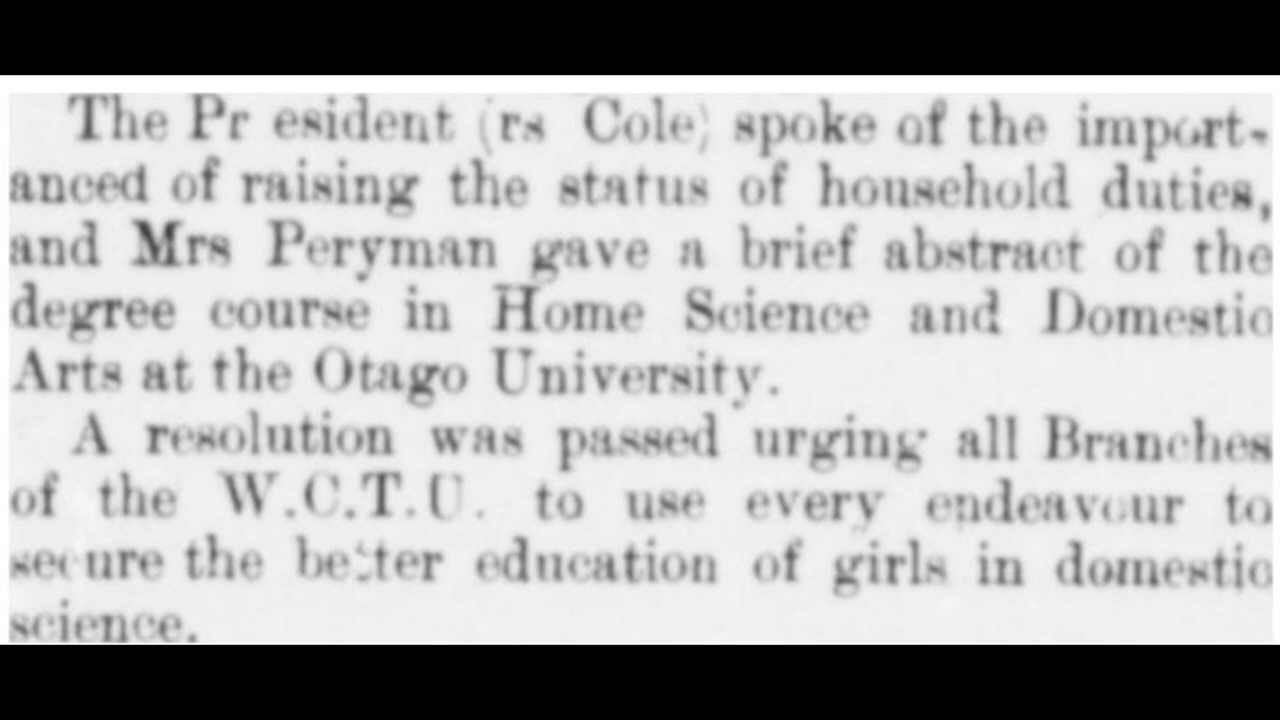 The Pr esident (rs Cole) spoke of the import-
anced of raising the status of household duties,
and Mrs Peryman gave a brief abstract of the
degree course in Home Science and Domestic
Arts at the Otago University.
A resolution was passed urging all Branches
of the W.C.T.U. to use every endeavour to
secure the better education of girls in domestic
science.